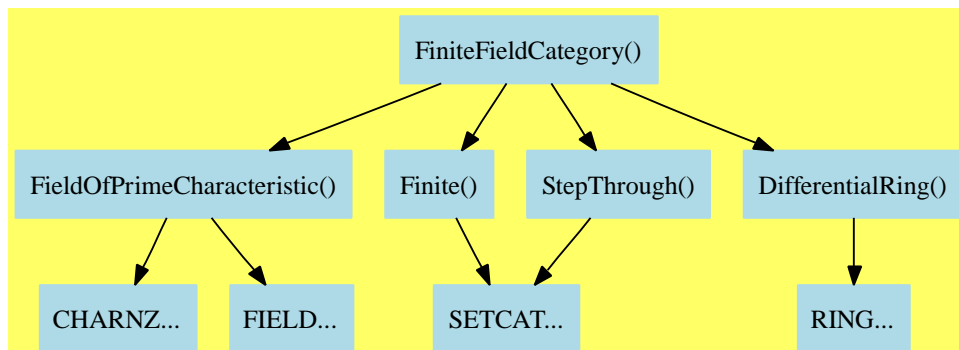 FiniteFieldCategory()
FieldOfPrimeCharacteristic()
Finite()
StepThrough()
DifferentialRing()
CHARNZ...
FIELD...
SETCAT...
RING...